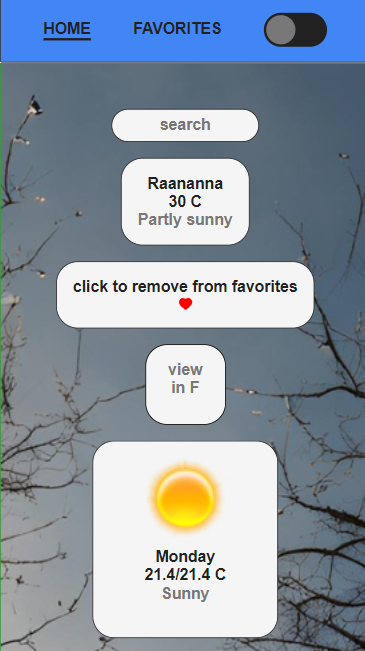 HOME FAVORITES
search
Raananna
30 C
Partly sunny
click to remove from favorites
view
in F
Monday
21.4/21.4 C
Sunny